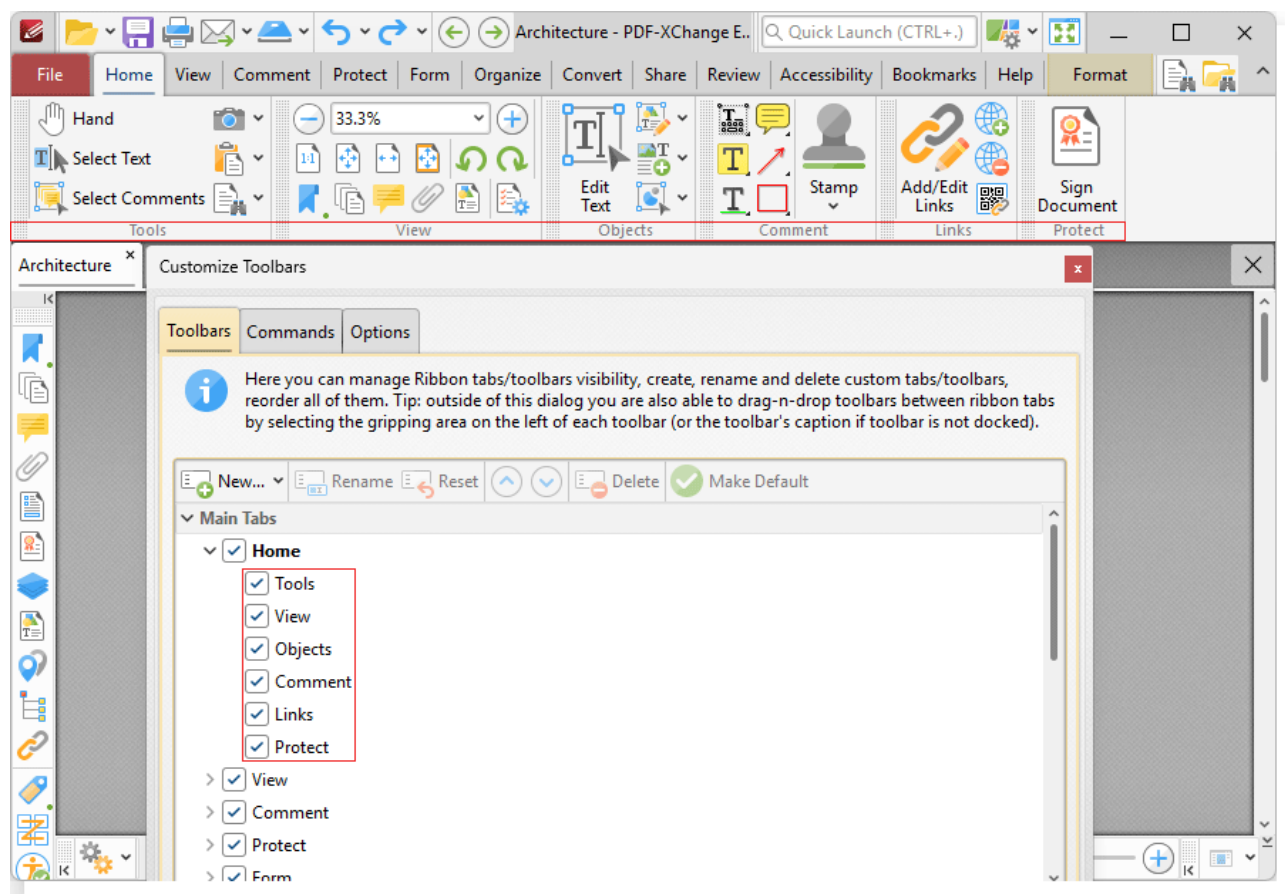 Architecture - PDF-XChange E.. Quick Launch (CTRL+.)
File Home View Comment Protect Form Organize Convert Share Review Accessibility Bookmarks Help Format
Hand 33.3%
Select Text 1:1
Select Comments
Edit Text
Stamp
Add/Edit Links
Sign Document
Tools View Objects Comment Links Protect
Architecture
Customize Toolbars
Toolbars Commands Options
Here you can manage Ribbon tabs/toolbars visibility, create, rename and delete custom tabs/toolbars,
reorder all of them. Tip: outside of this dialog you are also able to drag-n-drop toolbars between ribbon tabs
by selecting the gripping area on the left of each toolbar (or the toolbar's caption if toolbar is not docked).
New... Rename Reset Delete Make Default
Main Tabs
Home
Tools
View
Objects
Comment
Links
Protect
View
Comment
Protect
Form